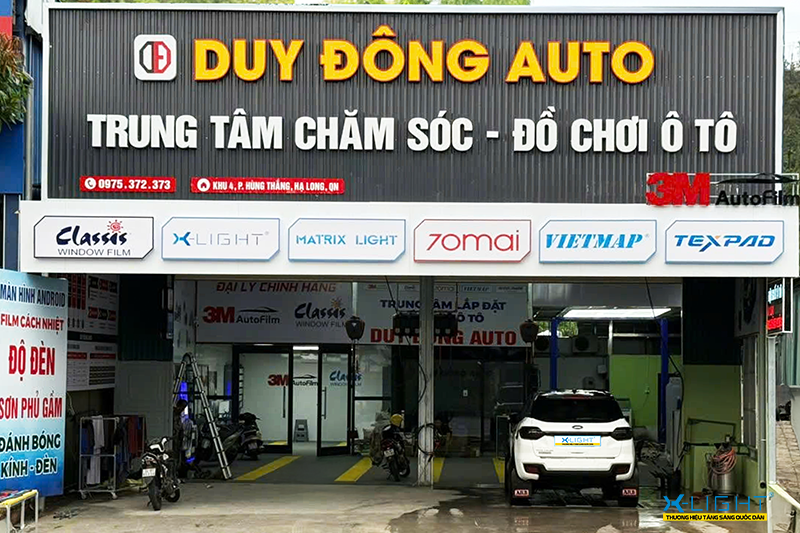 DUY ĐÔNG AUTO
TRUNG TÂM CHĂM SÓC - ĐỒ CHƠI Ô TÔ
0975.372.373
KHU 4, P. HÙNG THẮNG, HẠ LONG, QN
3M AutoFilm
Classis WINDOW FILM
X-LIGHT®
MATRIX LIGHT
70mai
VIETMAP®
TEXPAD
MÀN HÌNH ANDROID
FILM CÁCH NHIỆT
ĐỘ ĐÈN
SƠN PHỦ GẦM
ĐÁNH BÓNG
KÍNH - ĐÈN
ĐẠI LÝ CHÍNH HÃNG
3M AutoFilm
Classis
WINDOW FILM
TRUNG TÂM LẮP ĐẶT
Ô TÔ
DUY ĐÔNG AUTO
3M AutoFilm
Classis
X-LIGHT
X-LIGHT®
THƯƠNG HIỆU TĂNG SÁNG QUỐC DÂN